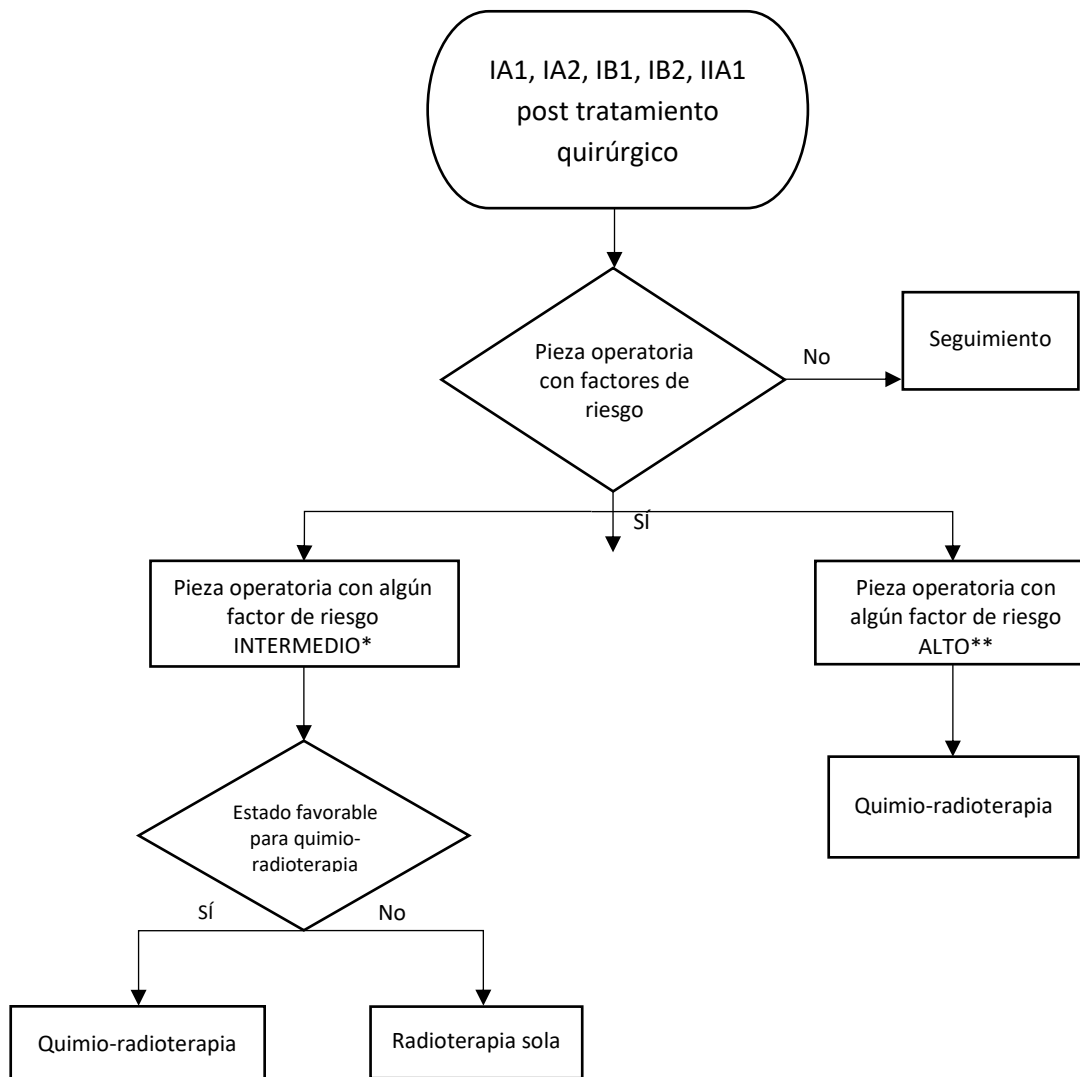 IA1, IA2, IB1, IB2, IIA1
post tratamiento
quirúrgico
Pieza operatoria
con factores de
riesgo
No
Seguimiento
SÍ
Pieza operatoria con algún
factor de riesgo
INTERMEDIO*
Pieza operatoria con
algún factor de riesgo
ALTO**
Estado favorable
para quimio-
radioterapia
Quimio-radioterapia
SÍ
No
Quimio-radioterapia
Radioterapia sola